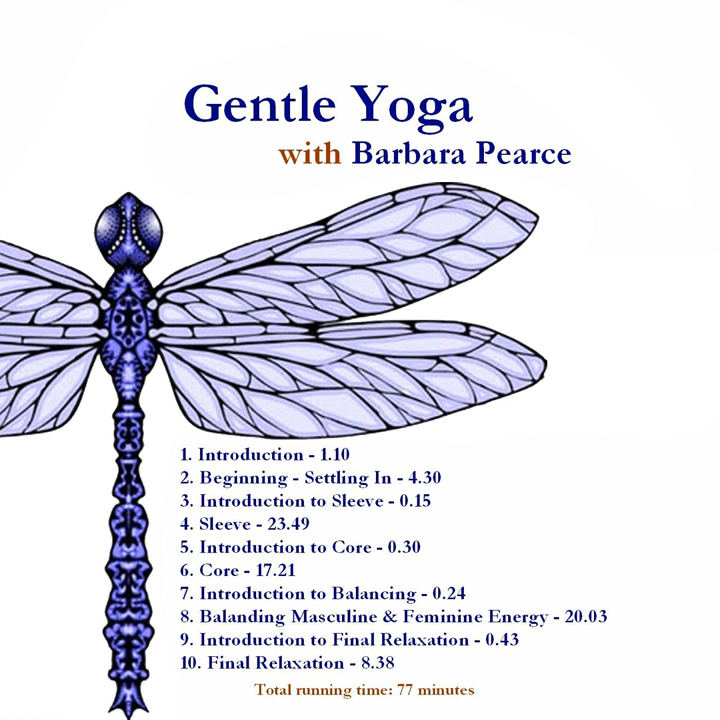 Gentle Yoga
with Barbara Pearce
1. Introduction - 1.10
2. Beginning - Settling In - 4.30
3. Introduction to Sleeve - 0.15
4. Sleeve - 23.49
5. Introduction to Core - 0.30
6. Core - 17.21
7. Introduction to Balancing - 0.24
8. Balanding Masculine & Feminine Energy - 20.03
9. Introduction to Final Relaxation - 0.43
10. Final Relaxation - 8.38
Total running time: 77 minutes